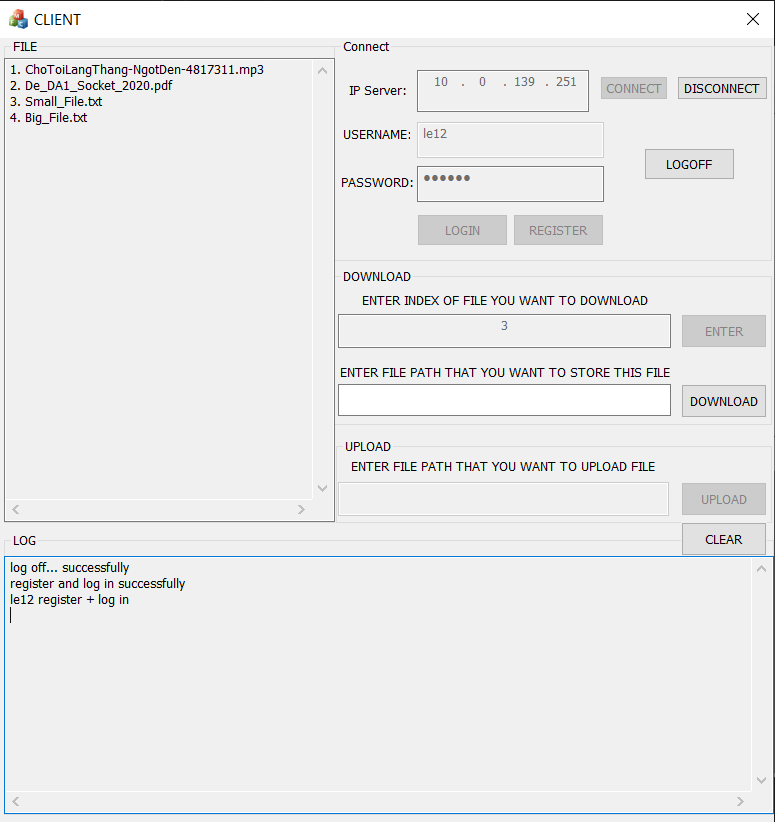 CLIENT
FILE
1. ChoToiLangThang-NgotDen-4817311.mp3
2. De_DA1_Socket_2020.pdf
3. Small_File.txt
4. Big_File.txt
Connect
IP Server:
10 . 0 . 139 . 251
CONNECT
DISCONNECT
USERNAME:
le12
LOGOFF
PASSWORD:
●●●●●●
LOGIN
REGISTER
DOWNLOAD
ENTER INDEX OF FILE YOU WANT TO DOWNLOAD
3
ENTER
ENTER FILE PATH THAT YOU WANT TO STORE THIS FILE
DOWNLOAD
UPLOAD
ENTER FILE PATH THAT YOU WANT TO UPLOAD FILE
UPLOAD
LOG
CLEAR
log off... successfully
register and log in successfully
le12 register + log in